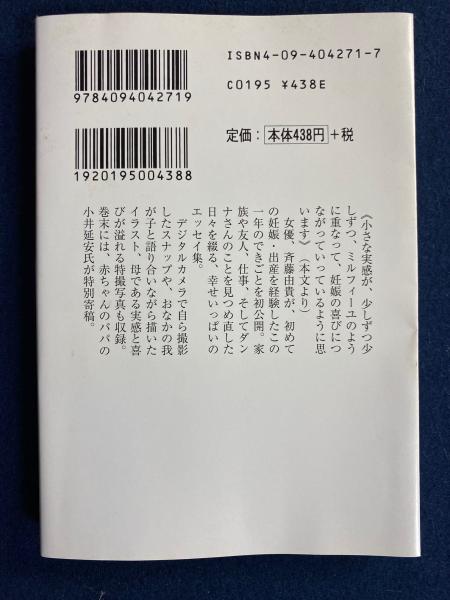 ISBN4-09-404271-7
9784094042719
C0195 ¥438E
定価：本体438円＋税
1920195004388
《小さな実感が、少しずつ少
しずつ、ミルフィーユのよう
に重なって、妊娠の喜びにつ
ながっていっているように思
います》（本文より）
女優、斉藤由貴が、初めて
の妊娠・出産を経験したこの
一年のできごとを初公開。家
族や友人、仕事、そしてダン
ナさんのことを見つめ直した
日々を綴る、幸せいっぱいの
エッセイ集。
デジタルカメラで自ら撮影
したスナップや、おなかの我
が子と語り合いながら描いた
イラスト、母である実感と喜
びが溢れる特撮写真も収録。
巻末には、赤ちゃんのパパの
小井延安氏が特別寄稿。